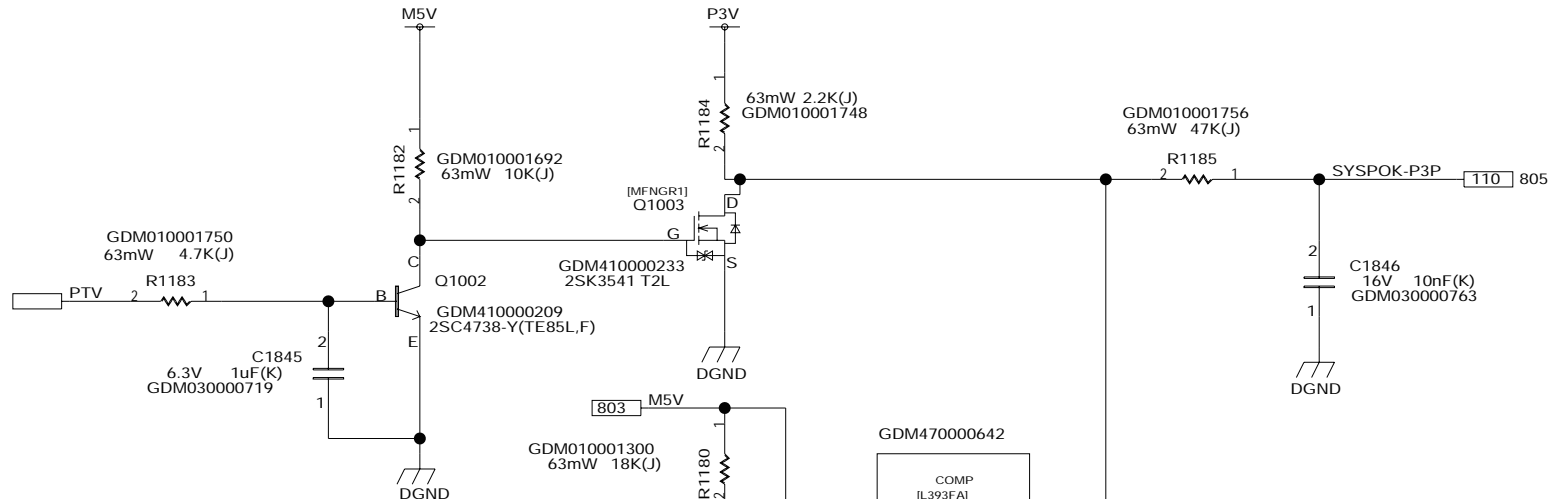 M5V
P3V
1
R1182
2
GDM010001692
63mW 10K(J)
1
R1184
2
63mW 2.2K(J)
GDM010001748
GDM010001756
63mW 47K(J)
R1185
2
1
SYSPOK-P3P
110
805
[MFNGR1]
Q1003
D
G
S
GDM410000233
2SK3541 T2L
GDM010001750
63mW 4.7K(J)
R1183
PTV
2
1
C
B
E
Q1002
GDM410000209
2SC4738-Y(TE85L,F)
2
C1845
6.3V 1uF(K)
GDM030000719
1
DGND
DGND
2
C1846
16V 10nF(K)
GDM030000763
1
DGND
803
M5V
GDM010001300
63mW 18K(J)
1
R1180
2
GDM470000642
COMP
[L393FA]